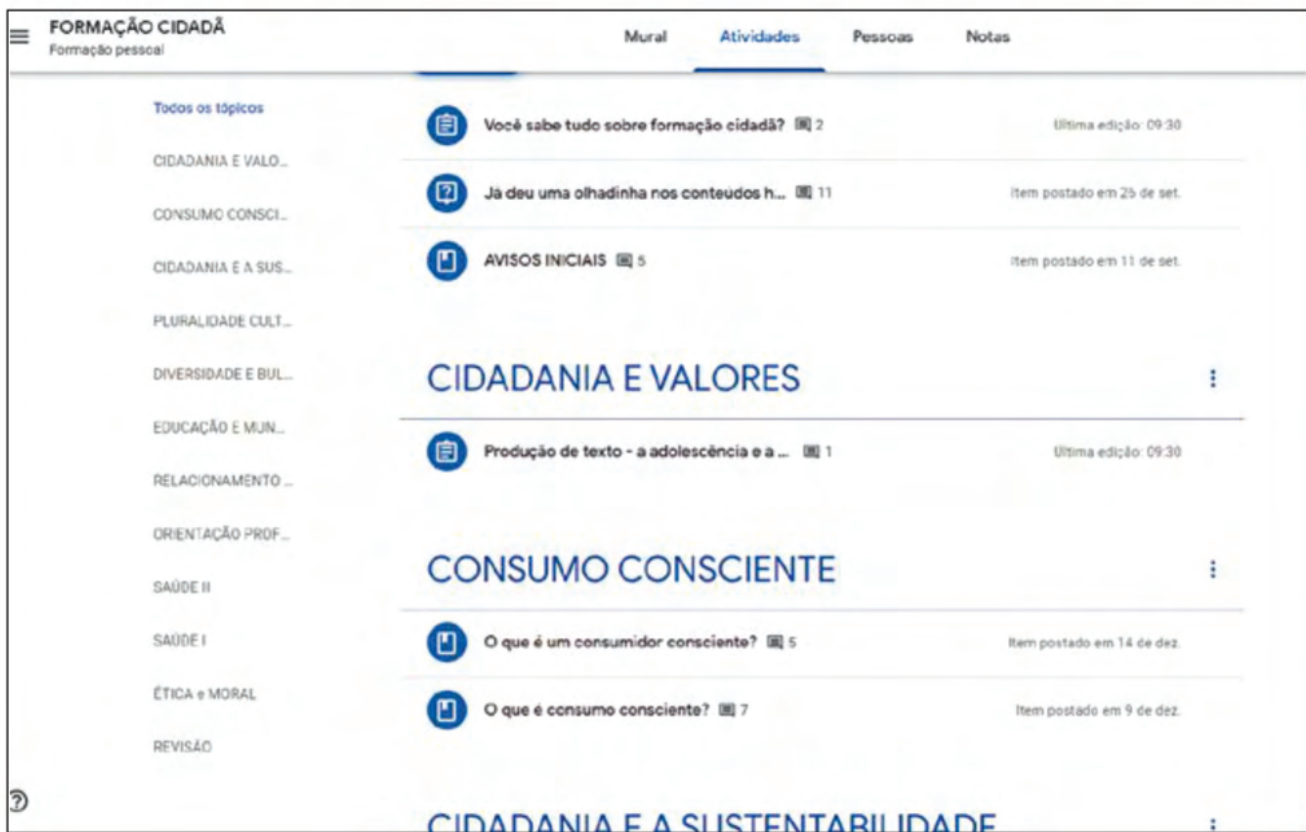 FORMAÇÃO CIDADÃ
Formação pessoal
Mural Atividades Pessoas Notas
Todos os tópicos
CIDADANIA E VALO...
CONSUMO CONSCI...
CIDADANIA E A SUS...
PLURALIDADE CULT...
DIVERSIDADE E BUL...
EDUCAÇÃO E MUN...
RELACIONAMENTO ...
ORIENTAÇÃO PROF...
SAÚDE II
SAÚDE I
ÉTICA e MORAL
REVISÃO
Você sabe tudo sobre formação cidadã? 2 Última edição: 09:30
Já deu uma olhadinha nos conteúdos h... 11 Item postado em 25 de set.
AVISOS INICIAIS 5 Item postado em 11 de set.
CIDADANIA E VALORES
Produção de texto - a adolescência e a ... 1 Última edição: 09:30
CONSUMO CONSCIENTE
O que é um consumidor consciente? 5 Item postado em 14 de dez.
O que é consumo consciente? 7 Item postado em 9 de dez.
CIDADANIA E A SUSTENTABILIDADE